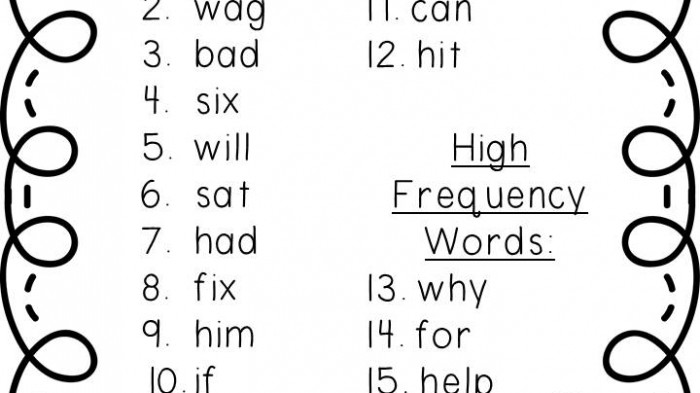 2. wag
3. bad
4. six
5. will
6. sat
7. had
8. fix
9. him
10. if
11. can
12. hit
High
Frequency
Words:
13. why
14. for
15. help